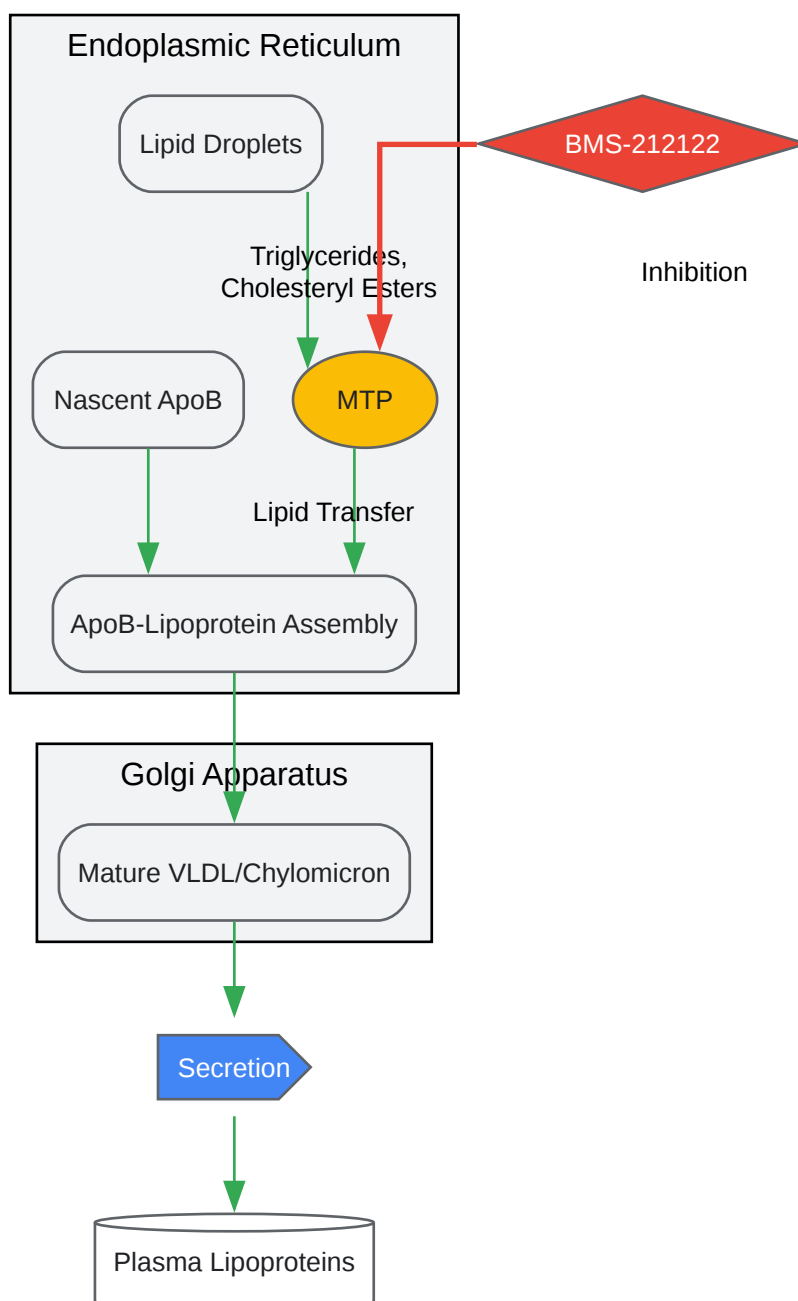 Endoplasmic Reticulum
Lipid Droplets
BMS-212122
Triglycerides,
Cholesteryl Esters
Inhibition
Nascent ApoB
MTP
Lipid Transfer
ApoB-Lipoprotein Assembly
Golgi Apparatus
Mature VLDL/Chylomicron
Secretion
Plasma Lipoproteins